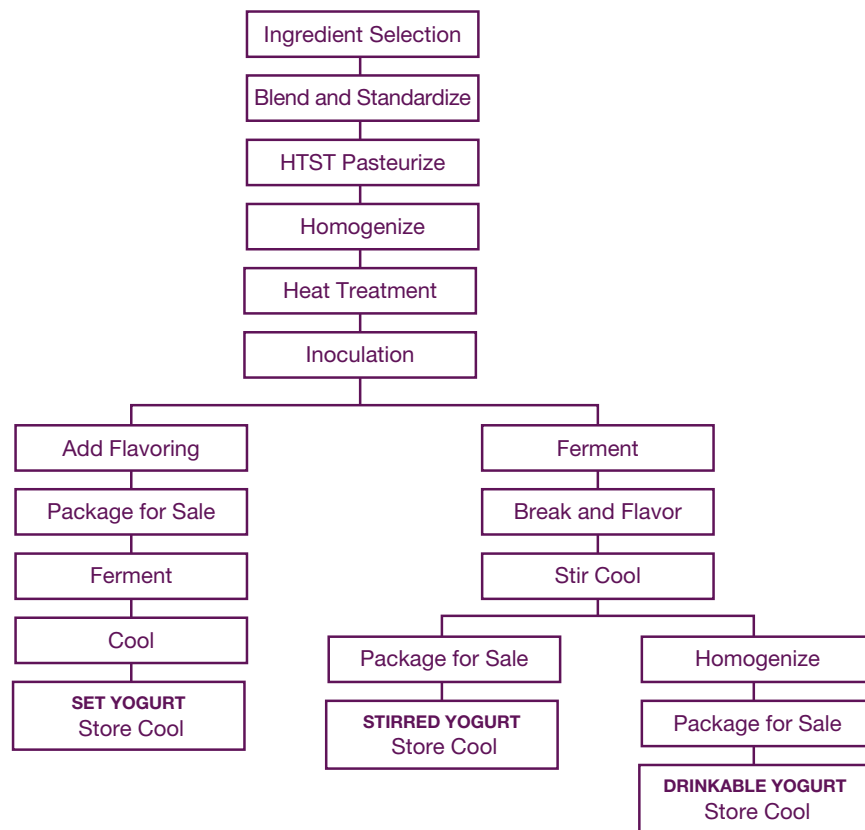 Ingredient Selection
Blend and Standardize
HTST Pasteurize
Homogenize
Heat Treatment
Inoculation
Add Flavoring
Package for Sale
Ferment
Cool
SET YOGURT
Store Cool
Ferment
Break and Flavor
Stir Cool
Package for Sale
STIRRED YOGURT
Store Cool
Homogenize
Package for Sale
DRINKABLE YOGURT
Store Cool